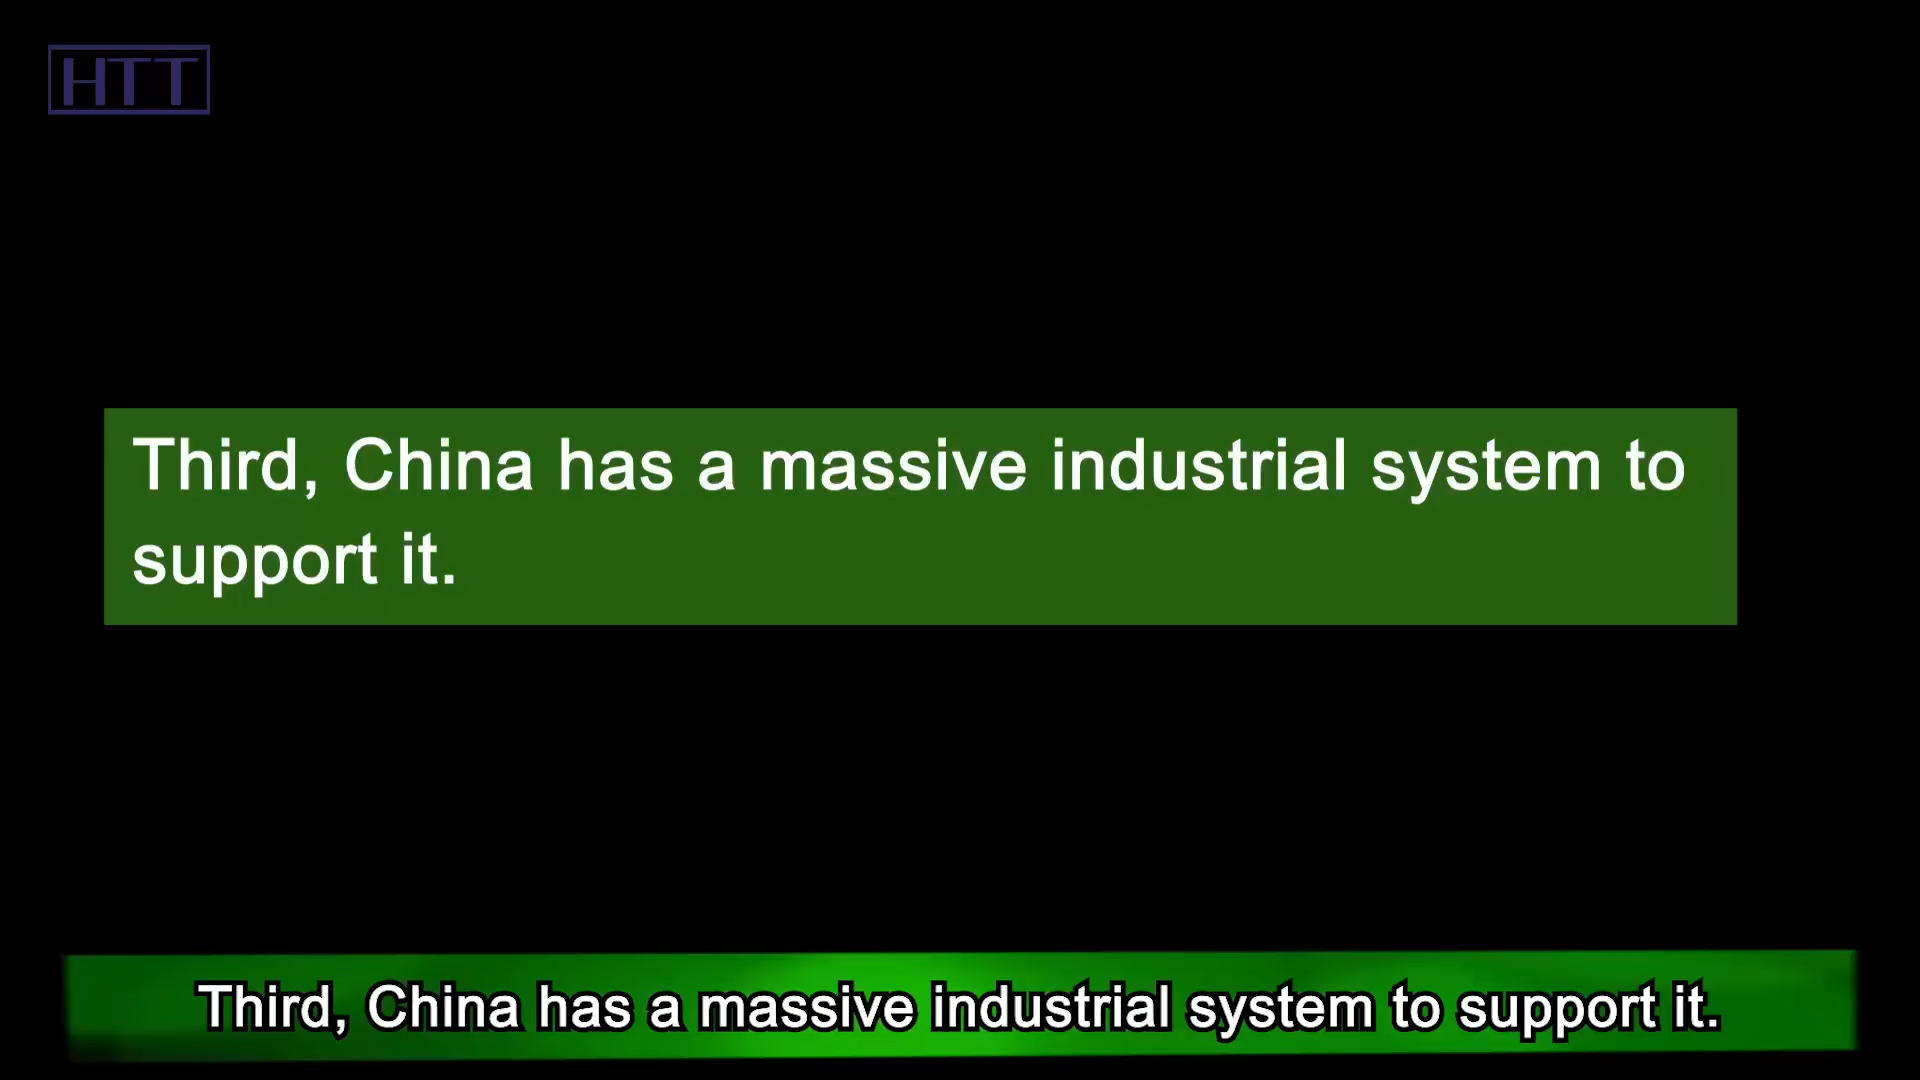 HTT
Third, China has a massive industrial system to
support it.
Third, China has a massive industrial system to support it.